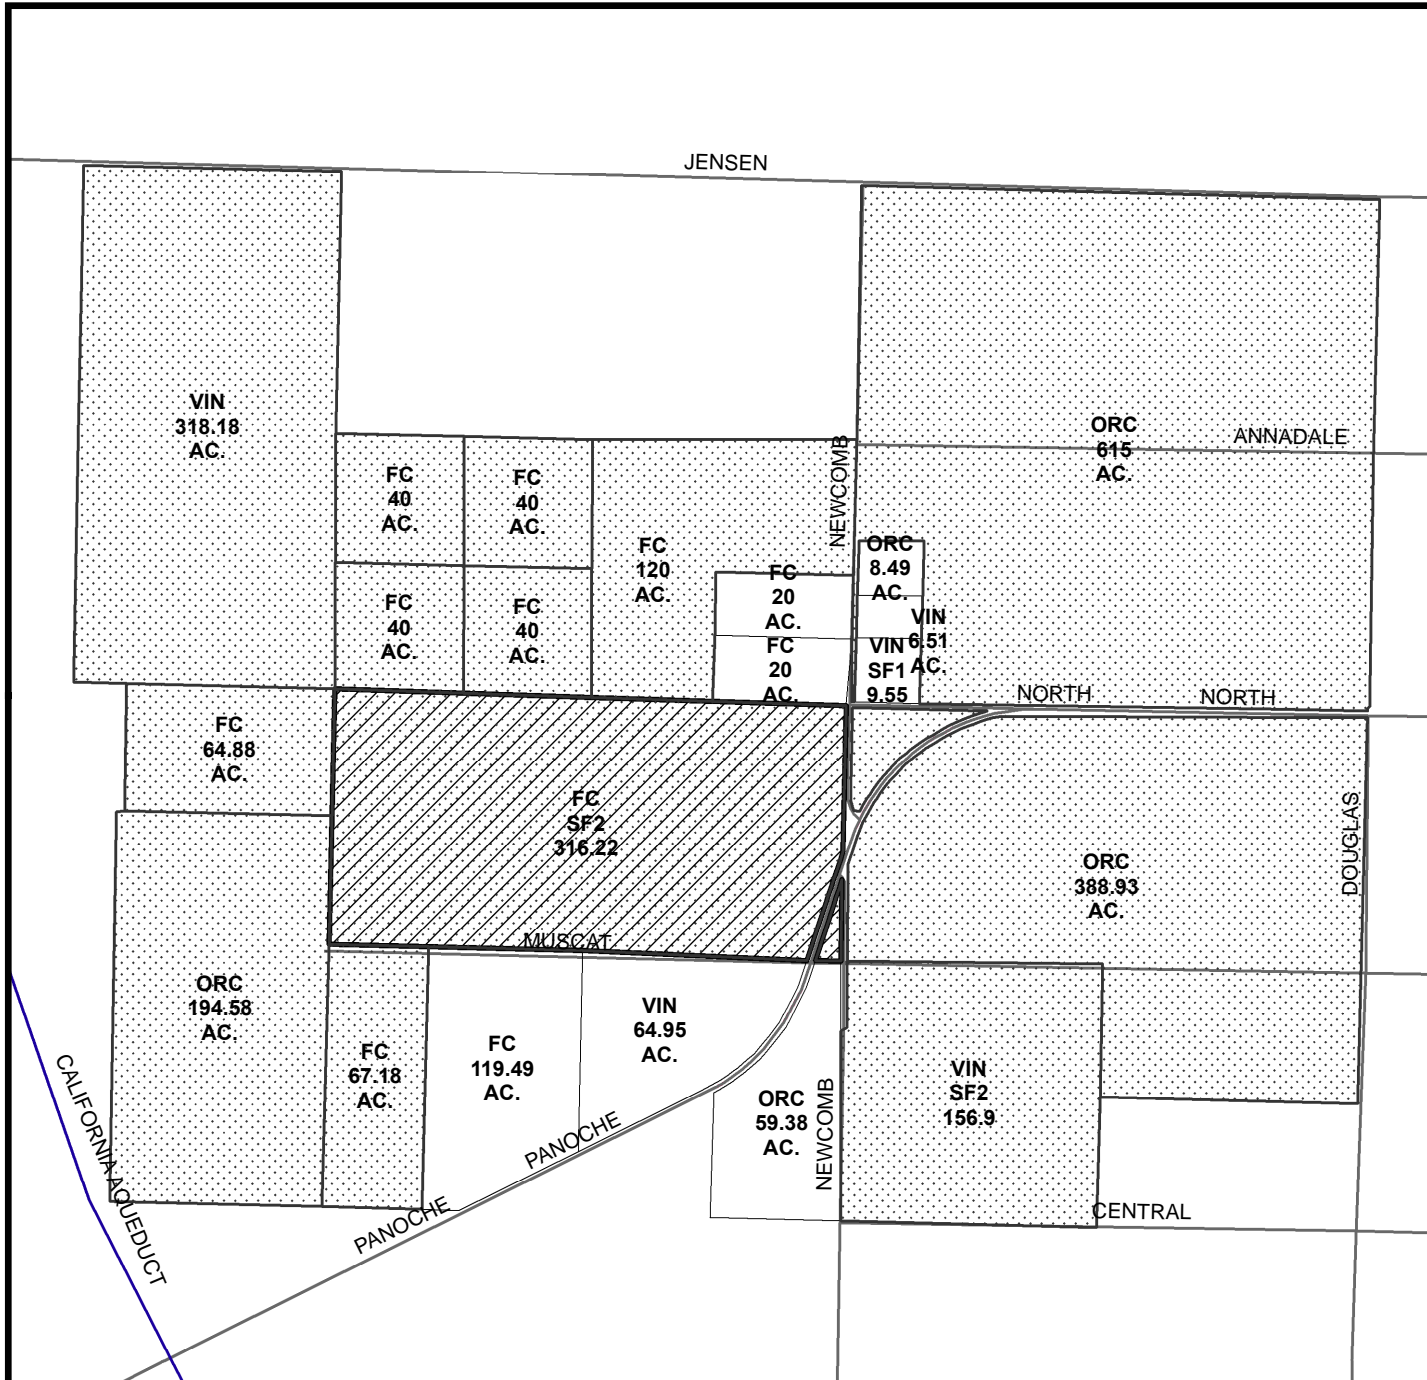 JENSEN
VIN
318.18
AC.
ORC
615
AC.
ANNADALE
NEWCOMB
FC
40
AC.
FC
40
AC.
FC
120
AC.
FC
20
AC.
ORC
8.49
AC.
FC
40
AC.
FC
40
AC.
FC
20
AC.
VIN
6.51
AC.
VIN
SF1
9.55
NORTH
NORTH
FC
64.88
AC.
FC
SF2
316.22
DOUGLAS
ORC
388.93
AC.
MUSCAT
ORC
194.58
AC.
VIN
64.95
AC.
FC
67.18
AC.
FC
119.49
AC.
VIN
SF2
156.9
ORC
59.38
AC.
NEWCOMB
PANOCHE
PANOCHE
CENTRAL
CALIFORNIA AQUEDUCT